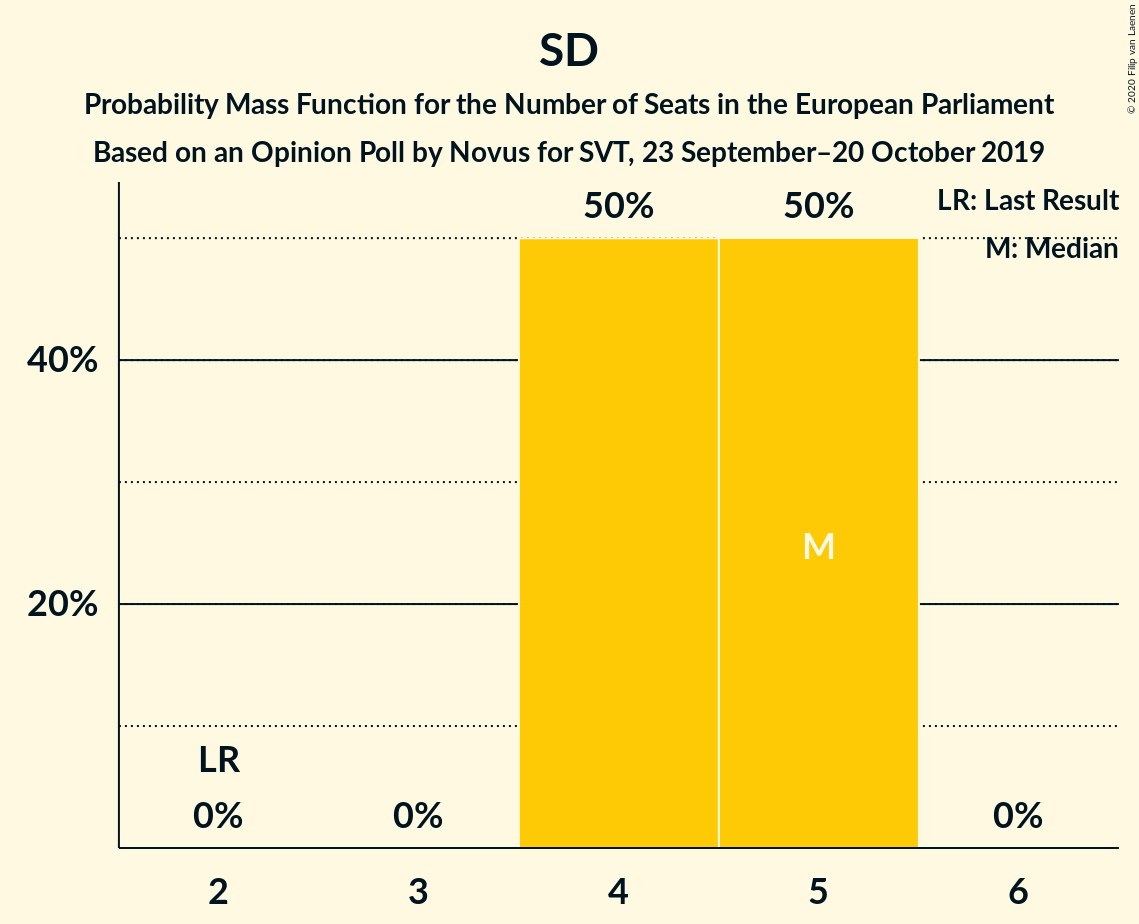 SD
Probability Mass Function for the Number of Seats in the European Parliament
Based on an Opinion Poll by Novus for SVT, 23 September–20 October 2019
© 2020 Filip van Laenen
LR: Last Result
M: Median
50%
50%
40%
20%
M
LR
0%
0%
0%
2
3
4
5
6